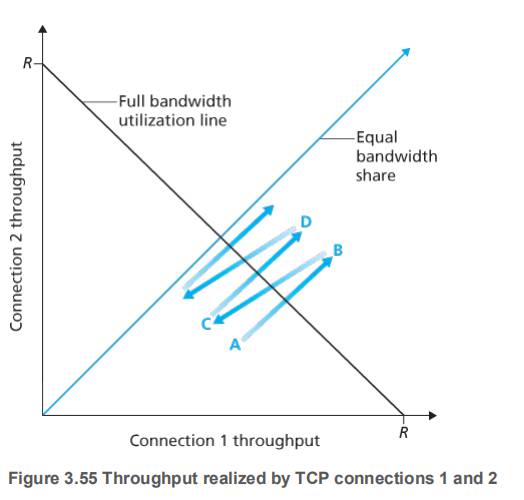 R
Full bandwidth
utilization line
Equal
bandwidth
share
Connection 2 throughput
D
B
C
A
R
Connection 1 throughput
Figure 3.55 Throughput realized by TCP connections 1 and 2